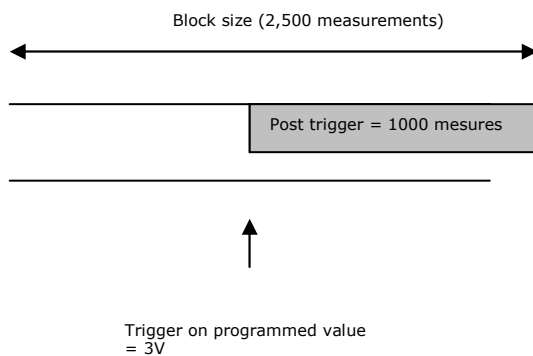 Block size (2,500 measurements)
Post trigger = 1000 mesures
Trigger on programmed value
= 3V